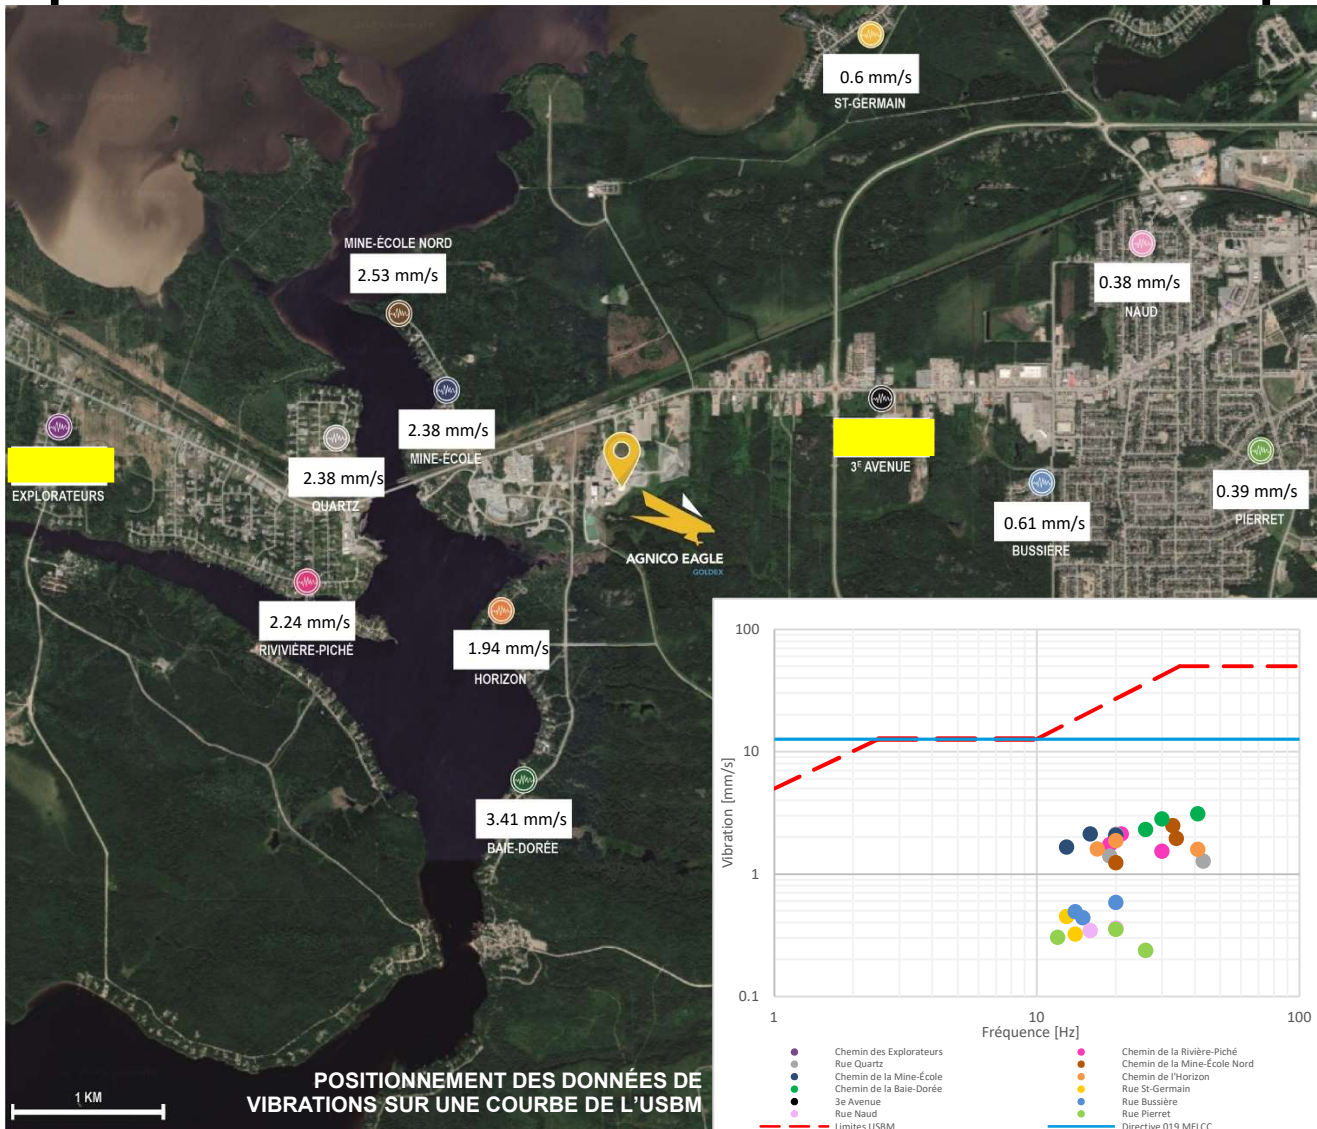 0.6 mm/s
ST-GERMAIN
MINE-ÉCOLE NORD
2.53 mm/s
0.38 mm/s
NAUD
2.38 mm/s
MINE-ÉCOLE
2.38 mm/s
QUARTZ
EXPLORATEURS
3E AVENUE
0.39 mm/s
PIERRET
0.61 mm/s
BUSSIÈRE
AGNICO EAGLE
GOLDEX
2.24 mm/s
RIVIVIÈRE-PICHÉ
1.94 mm/s
HORIZON
3.41 mm/s
BAIE-DORÉE
POSITIONNEMENT DES DONNÉES DE
VIBRATIONS SUR UNE COURBE DE L'USBM
1 KM
100
10
1
0.1
Vibration [mm/s]
1
10
100
Fréquence [Hz]
Chemin des Explorateurs
Chemin de la Rivière-Piché
Rue Quartz
Chemin de la Mine-École Nord
Chemin de la Mine-École
Chemin de l'Horizon
Chemin de la Baie-Dorée
Rue St-Germain
3e Avenue
Rue Bussière
Rue Naud
Rue Pierret
Limites USBM
Directive 019 MELCC